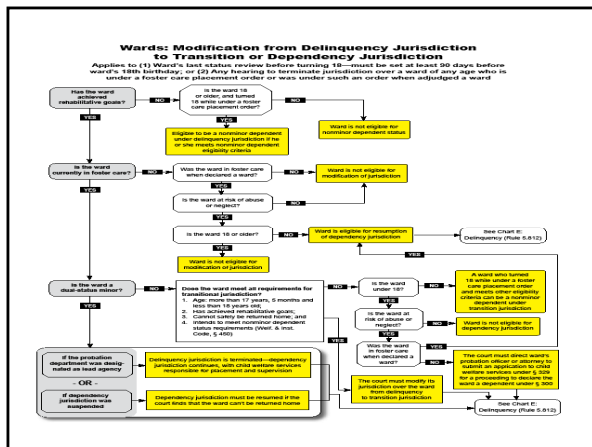 Wards: Modification from Delinquency Jurisdiction
to Transition or Dependency Jurisdiction
Applies to (1) Ward's last status review before turning 18—must be set at least 90 days before
ward's 18th birthday; or (2) Any hearing to terminate jurisdiction over a ward of any age who is
under a foster care placement order or was under such an order when adjudged a ward
Has the ward
achieved
rehabilitative goals?
NO
Is the ward 18
or older, and turned
18 while under a foster
care placement order?
NO
Ward is not eligible for
nonminor dependent status
YES
YES
Eligible to be a nonminor dependent
under delinquency jurisdiction if he
or she meets nonminor dependent
eligibility criteria
Is the ward
currently in foster care?
NO
Was the ward in foster care
when declared a ward?
NO
Ward is not eligible for
modification of jurisdiction
YES
YES
Is the ward at risk of abuse
or neglect?
NO
YES
Is the ward 18 or older?
NO
Ward is eligible for resumption
of dependency jurisdiction
See Chart E:
Delinquency (Rule 5.812)
YES
YES
Ward is not eligible for
modification or jurisdiction
Is the ward a
dual-status minor?
NO
Does the ward meet all requirements for
transitional jurisdiction?
1. Age: more than 17 years, 5 months and
less than 18 years old;
2. Has achieved rehabilitative goals;
3. Cannot safely be returned home; and
4. Intends to meet nonminor dependent
status requirements (Welf. & Inst.
Code, § 450)
NO
Is the ward
under 18?
NO
A ward who turned
18 while under a foster
care placement order
and meets other eligibility
criteria can be a nonminor
dependent under
transition jurisdiction
YES
Is the ward at
risk of abuse
or neglect?
NO
Ward is not eligible for
dependency jurisdiction
YES
Was the ward
in foster care
when declared
a ward?
YES
NO
The court must direct ward's
probation officer or attorney to
submit an application to child
welfare services under § 329
for a proceeding to declare the
ward a dependent under § 300
YES
YES
If the probation
department was desig-
nated as lead agency
Delinquency jurisdiction is terminated—dependency
jurisdiction continues, with child welfare services
responsible for placement and supervision
- OR -
If dependency
jurisdiction was
suspended
Dependency jurisdiction must be resumed if the
court finds that the ward can't be returned home
The court must modify its
jurisdiction over the ward
from delinquency
to transition jurisdiction
See Chart E:
Delinquency (Rule 5.812)